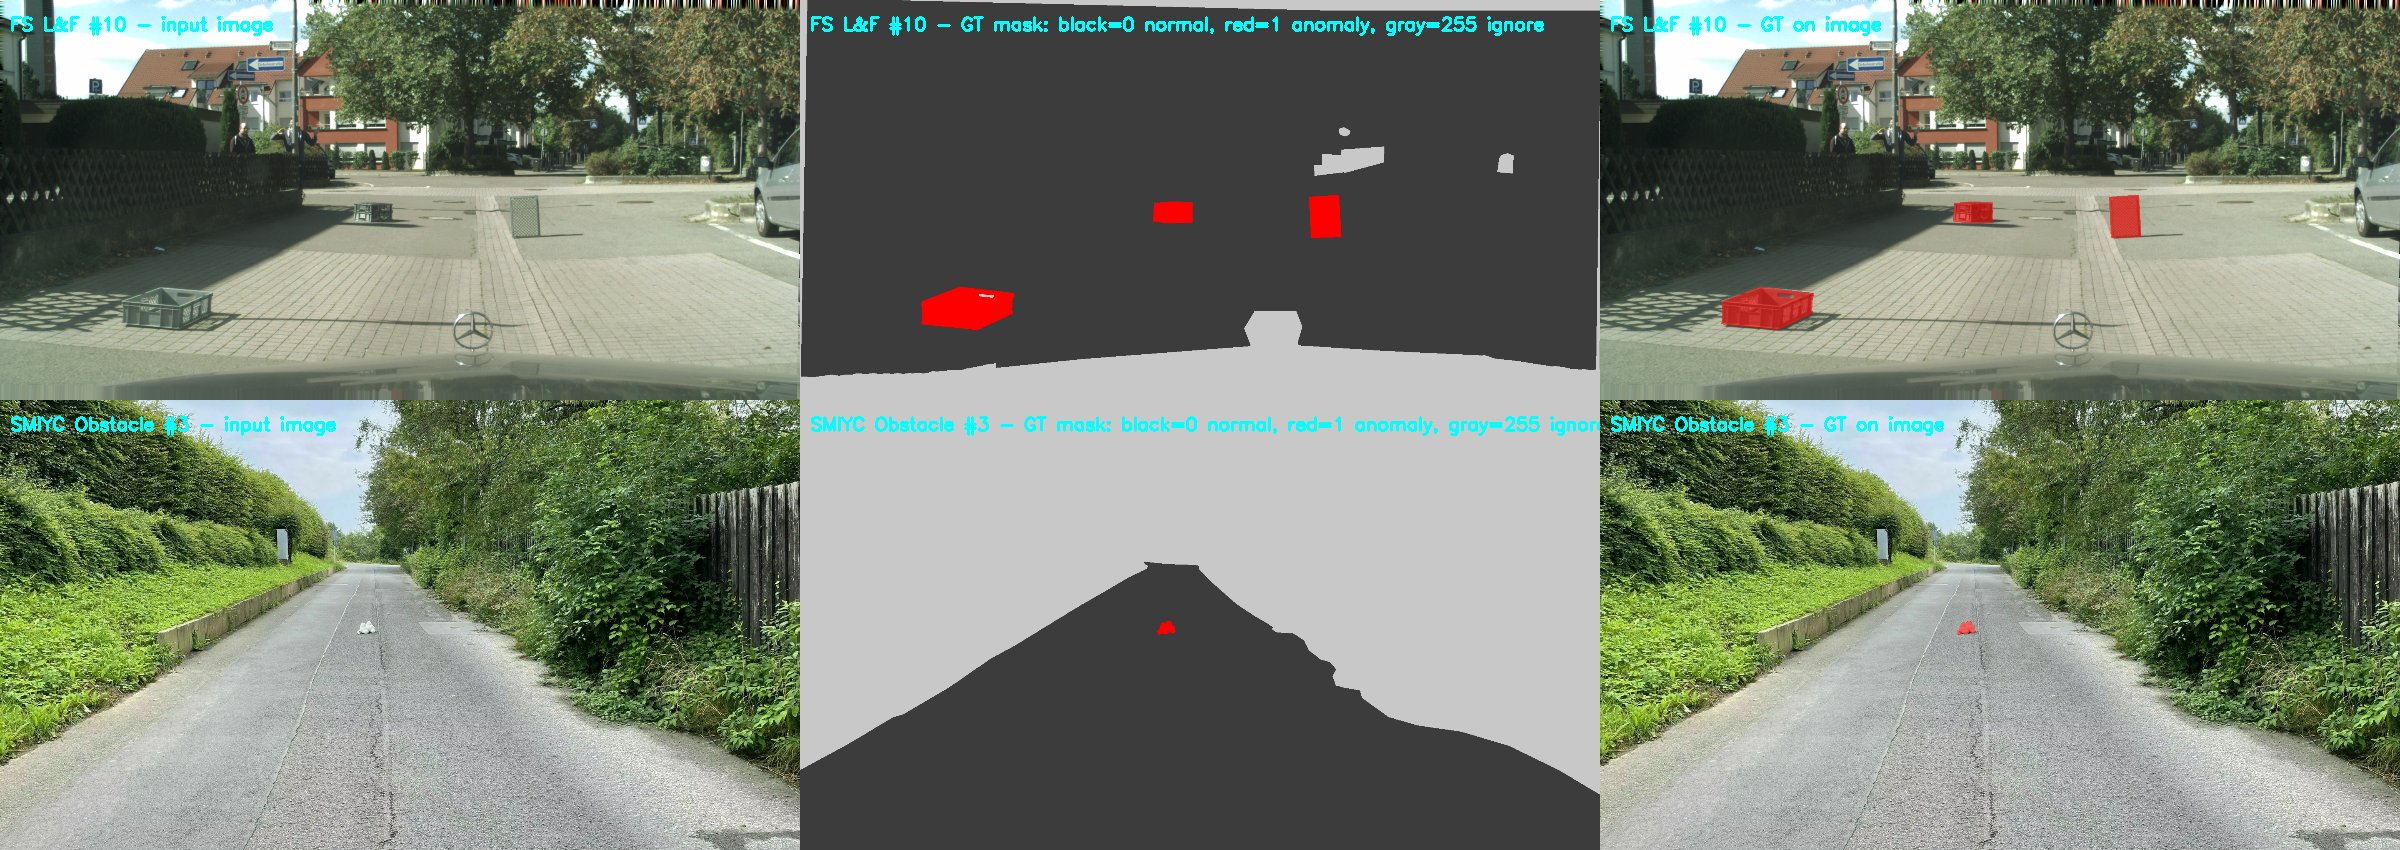 FS L&F #10 - input image
FS L&F #10 - GT mask: black=0 normal, red=1 anomaly, gray=255 ignore
FS L&F #10 - GT on image
SMIYC Obstacle #3 - input image
SMIYC Obstacle #3 - GT mask: black=0 normal, red=1 anomaly, gray=255 ignor
SMIYC Obstacle #3 - GT on image